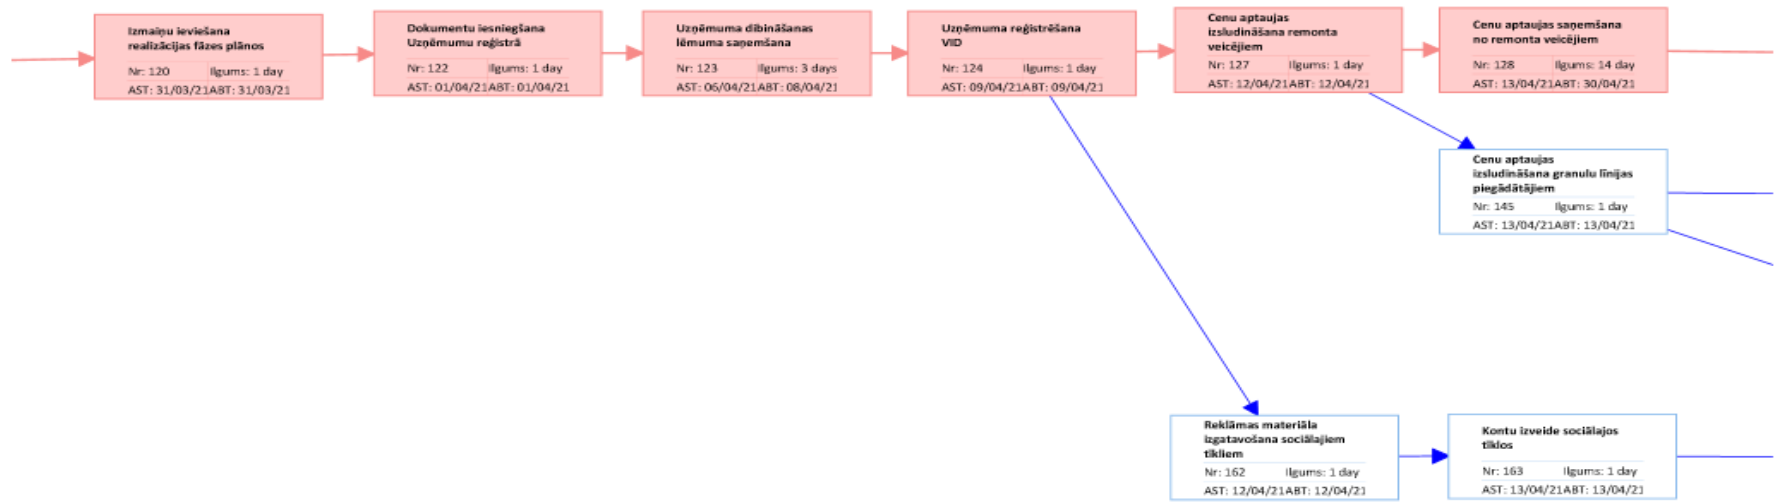 Izmaiņu ieviešana
realizācijas fāzes plānos
Nr: 120 Ilgums: 1 day
AST: 31/03/21ABT: 31/03/21
Dokumentu iesniegšana
Uzņēmumu reģistrā
Nr: 122 Ilgums: 1 day
AST: 01/04/21ABT: 01/04/21
Uzņēmuma dibināšanas
lēmuma saņemšana
Nr: 123 Ilgums: 3 days
AST: 06/04/21ABT: 08/04/21
Uzņēmuma reģistrēšana
VID
Nr: 124 Ilgums: 1 day
AST: 09/04/21ABT: 09/04/21
Cenu aptaujas
izsludināšana remonta
veicējiem
Nr: 127 Ilgums: 1 day
AST: 12/04/21ABT: 12/04/21
Cenu aptaujas saņemšana
no remonta veicējiem
Nr: 128 Ilgums: 14 day
AST: 13/04/21ABT: 30/04/21
Cenu aptaujas
izsludināšana granulu līnijas
piegādātājiem
Nr: 145 Ilgums: 1 day
AST: 13/04/21ABT: 13/04/21
Reklāmas materiāla
izgatavošana sociālajiem
tīkliem
Nr: 162 Ilgums: 1 day
AST: 12/04/21ABT: 12/04/21
Kontu izveide sociālajos
tīklos
Nr: 163 Ilgums: 1 day
AST: 13/04/21ABT: 13/04/21